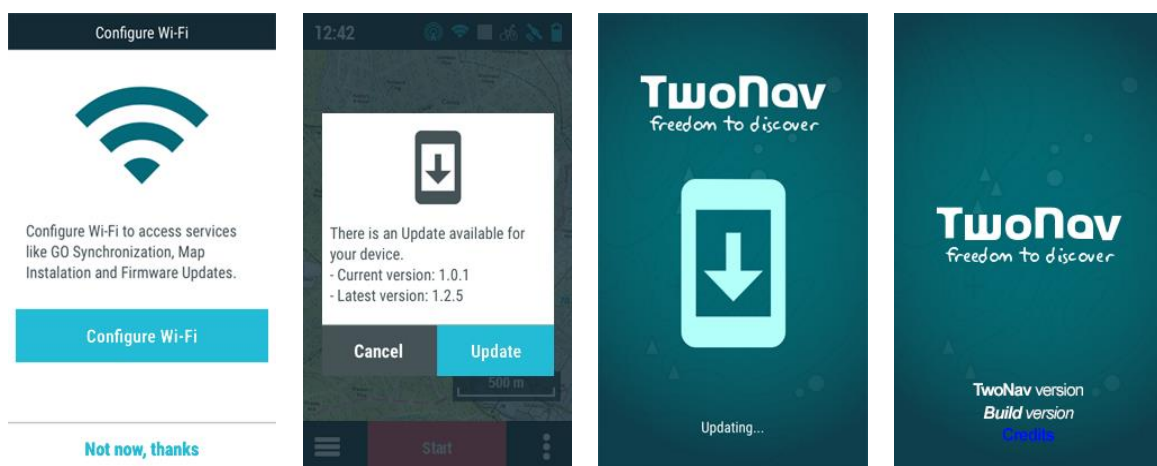 Configure Wi-Fi
Configure Wi-Fi to access services
like GO Synchronization, Map
Instalation and Firmware Updates.
Configure Wi-Fi
Not now, thanks
12:42
There is an Update available for
your device.
- Current version: 1.0.1
- Latest version: 1.2.5
Cancel
Update
500 m
Start
TwoNav
freedom to discover
Updating...
TwoNav
freedom to discover
TwoNav version
Build version
Credits